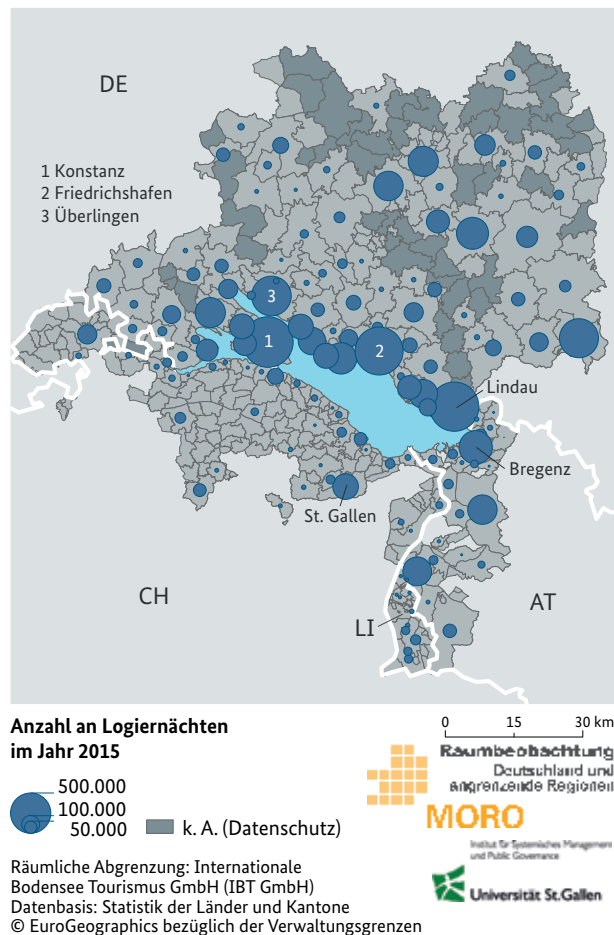 DE
1 Konstanz
2 Friedrichshafen
3 Überlingen
3
1
2
Lindau
Bregenz
St. Gallen
CH
AT
LI
Anzahl an Logiernächten
im Jahr 2015
0 15 30 km
500.000
100.000
50.000
k. A. (Datenschutz)
Raumbeobachtung
Deutschland und
angrenzende Regionen
MORO
Institut für Systemisches Management
und Public Governance
Universität St.Gallen
Räumliche Abgrenzung: Internationale
Bodensee Tourismus GmbH (IBT GmbH)
Datenbasis: Statistik der Länder und Kantone
© EuroGeographics bezüglich der Verwaltungsgrenzen